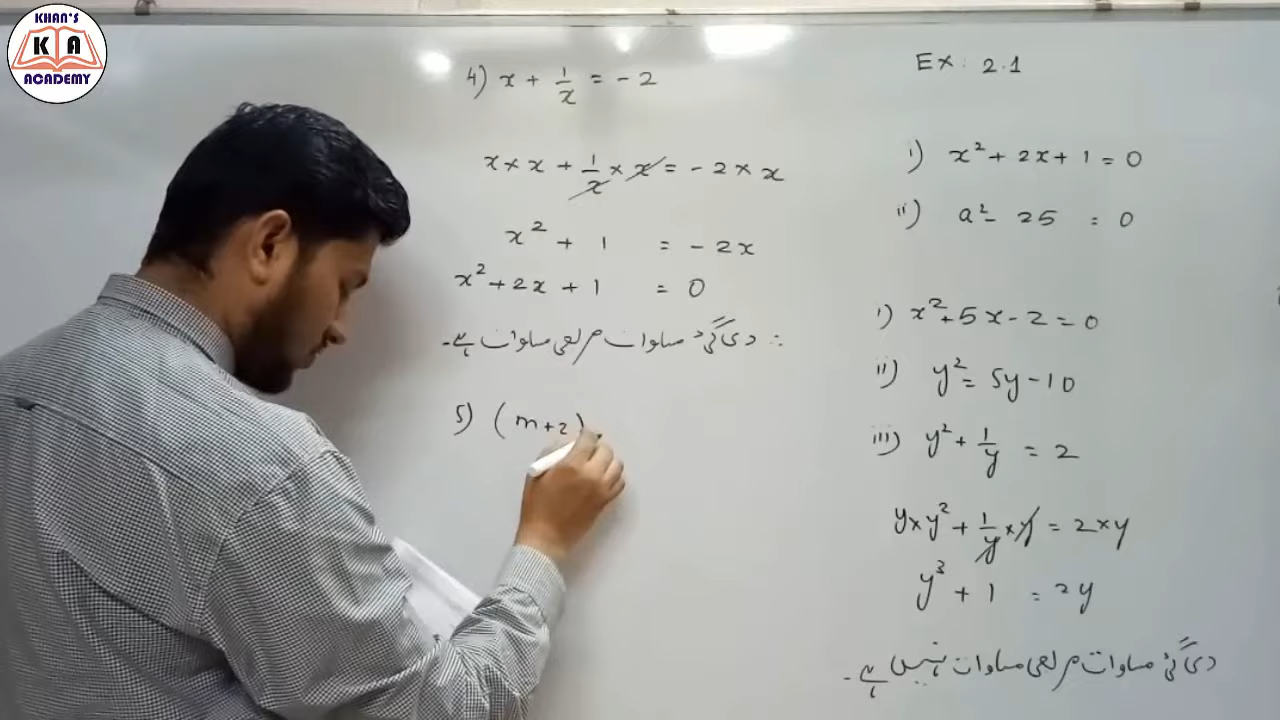 KHAN'S
K A
ACADEMY
4) x + 1/x = - 2
x × x + 1/x × x = - 2 × x
x² + 1 = - 2x
x² + 2x + 1 = 0
∴ دی گئی مساوات مربعی مساوات ہے۔
5) (m+2)
Ex : 2.1
i) x² + 2x + 1 = 0
ii) a² - 25 = 0
i) x² + 5x - 2 = 0
ii) y² = 5y - 10
iii) y² + 1/y = 2
y × y² + 1/y × y = 2 × y
y³ + 1 = 2y
دی گئی مساوات مربعی مساوات نہیں ہے۔